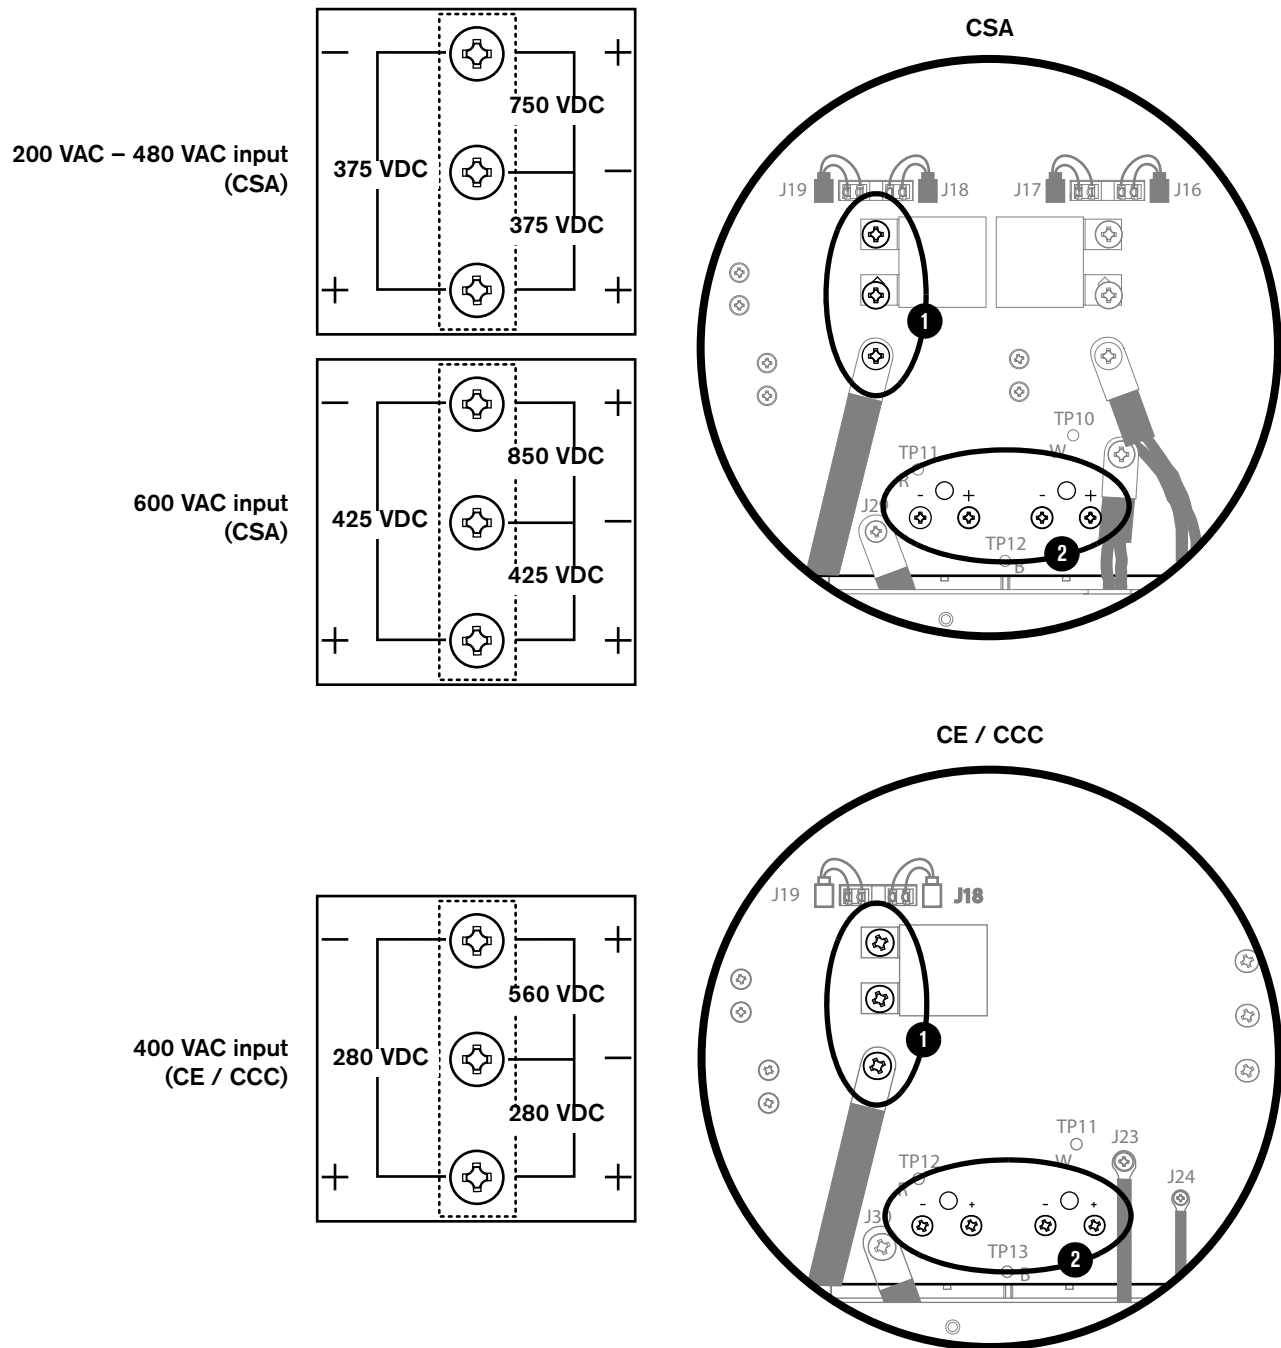 200 VAC – 480 VAC input
(CSA)
− +
750 VDC
375 VDC −
375 VDC
+ +
600 VAC input
(CSA)
− +
850 VDC
425 VDC −
425 VDC
+ +
400 VAC input
(CE / CCC)
− +
560 VDC
280 VDC −
280 VDC
+ +
CSA
J19 J18 J17 J16
1
TP10
W
TP11
R
- + - +
J20
TP12
B
2
CE / CCC
J19 J18
1
TP11
W
J23
TP12
R
J24
- + - +
J30
TP13
B
2